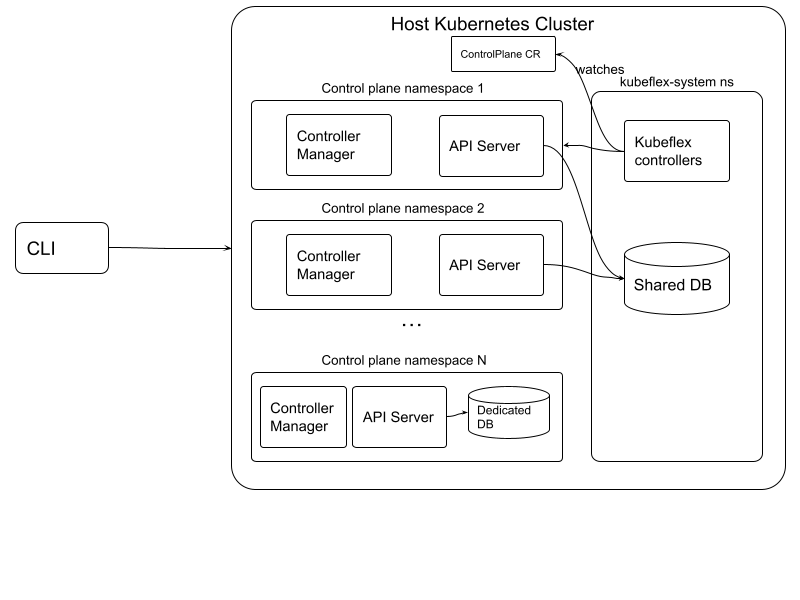 Host Kubernetes Cluster
ControlPlane CR
watches
kubeflex-system ns
Control plane namespace 1
Controller
Manager
API Server
Kubeflex
controllers
Control plane namespace 2
Controller
Manager
API Server
CLI
Shared DB
...
Control plane namespace N
Controller
Manager
API Server
Dedicated
DB